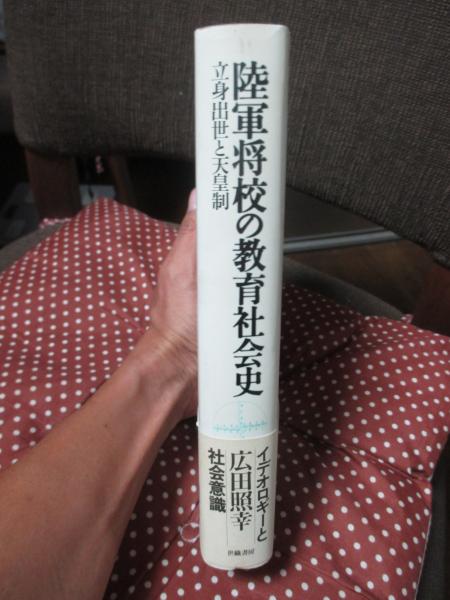 陸軍将校の教育社会史
立身出世と天皇制
イデオロギーと
広田照幸
社会意識
世織書房